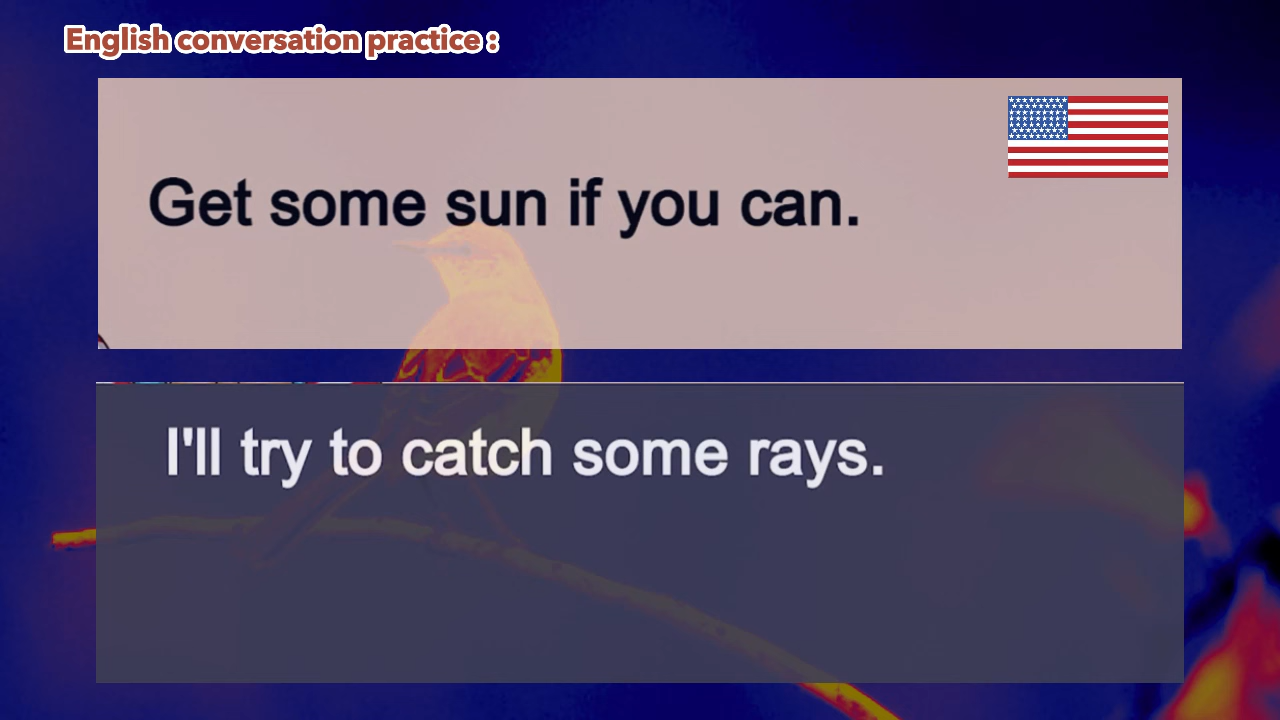 English conversation practice :
Get some sun if you can.
I'll try to catch some rays.